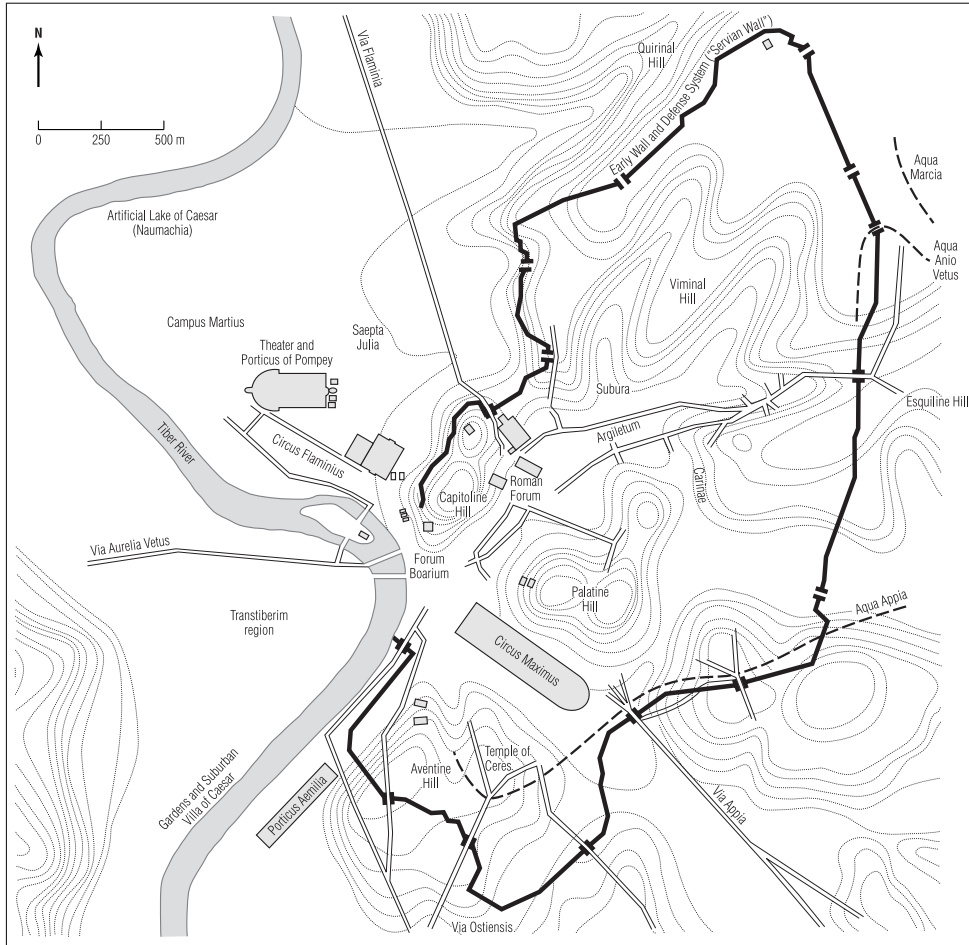 N
0 250 500 m
Via Flaminia
Quirinal
Hill
Early Wall and Defense System ("Servian Wall")
Aqua
Marcia
Aqua
Anio
Vetus
Artificial Lake of Caesar
(Naumachia)
Viminal
Hill
Campus Martius
Saepta
Julia
Theater and
Porticus of Pompey
Subura
Esquiline Hill
Tiber River
Circus Flaminius
Argiletum
Carinae
Roman
Forum
Capitoline
Hill
Via Aurelia Vetus
Forum
Boarium
Palatine
Hill
Aqua Appia
Transtiberim
region
Circus Maximus
Temple of
Ceres
Aventine
Hill
Gardens and Suburban
Villa of Caesar
Porticus Aemilia
Via Appia
Via Ostiensis